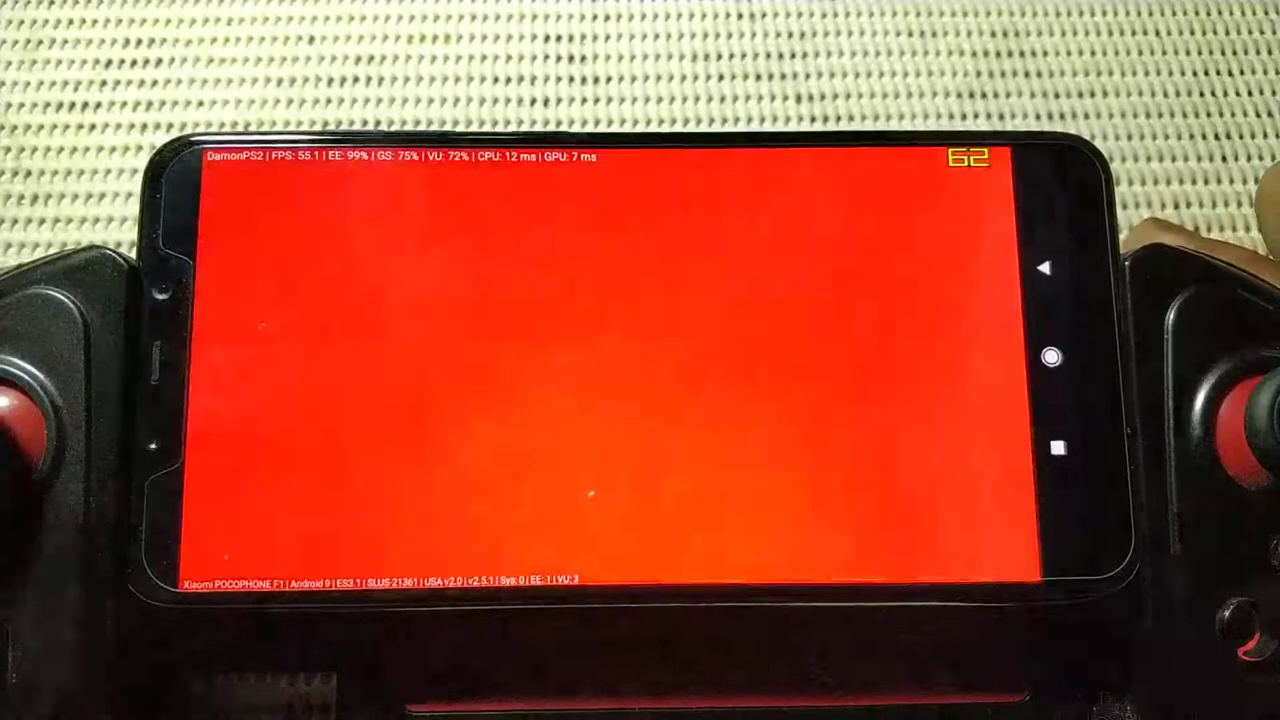 DamonPS2 | FPS: 55.1 | EE: 99% | GS: 75% | VU: 72% | CPU: 12 ms | GPU: 7 ms
62
Xiaomi POCOPHONE F1 | Android 9 | ES3.1 | SLUS-21361 | USA v2.0 | v2.5.1 | Sys: 0 | EE: 1 | VU: 3